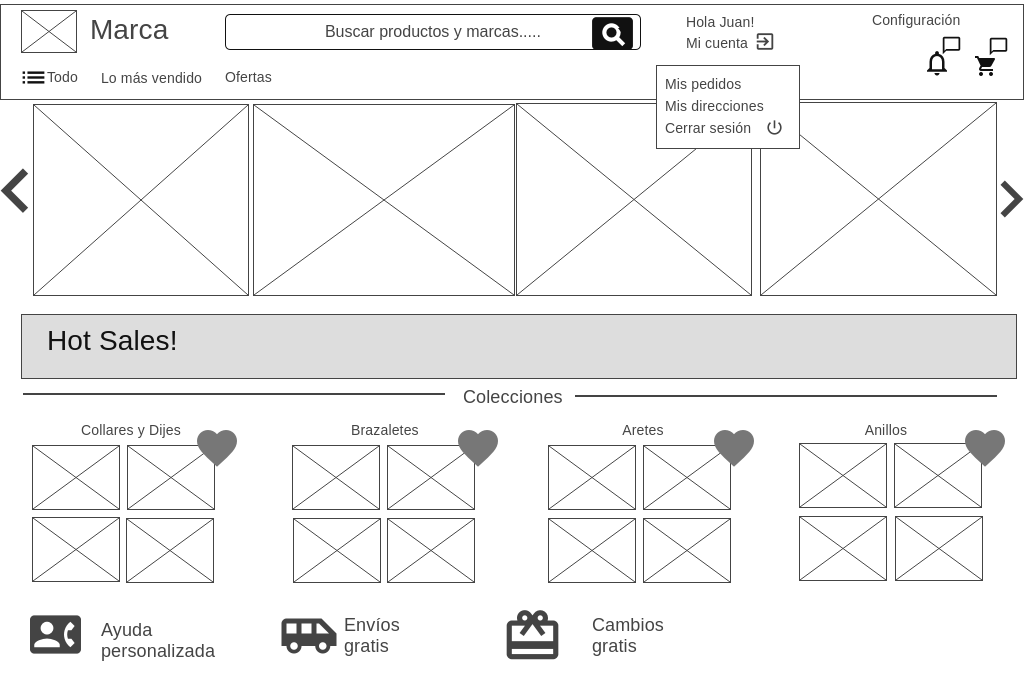 Marca
Buscar productos y marcas.....
Hola Juan!
Mi cuenta
Configuración
Todo
Lo más vendido
Ofertas
Mis pedidos
Mis direcciones
Cerrar sesión
Hot Sales!
Colecciones
Collares y Dijes
Brazaletes
Aretes
Anillos
Ayuda
personalizada
Envíos
gratis
Cambios
gratis